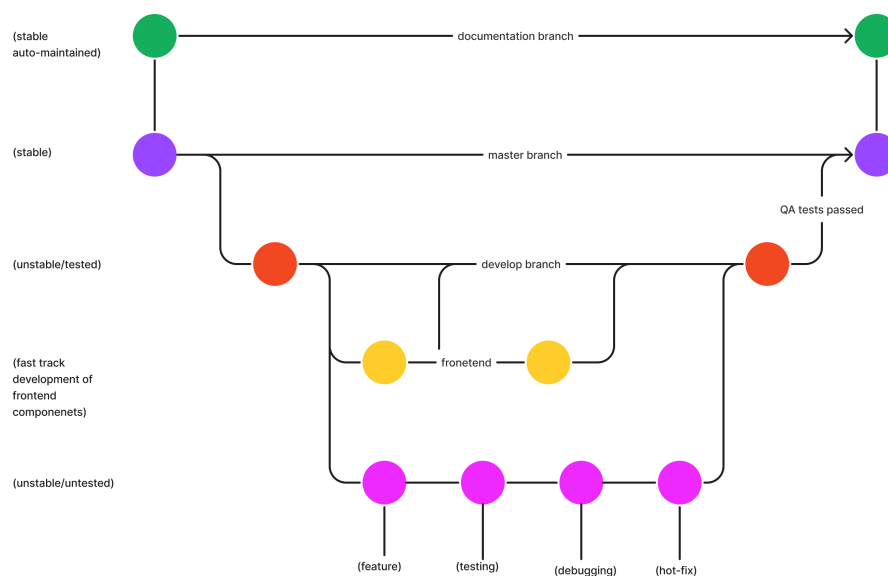 (stable
auto-maintained)
documentation branch
(stable)
master branch
QA tests passed
(unstable/tested)
develop branch
(fast track
development of
frontend
componenets)
fronetend
(unstable/untested)
(feature)
(testing)
(debugging)
(hot-fix)